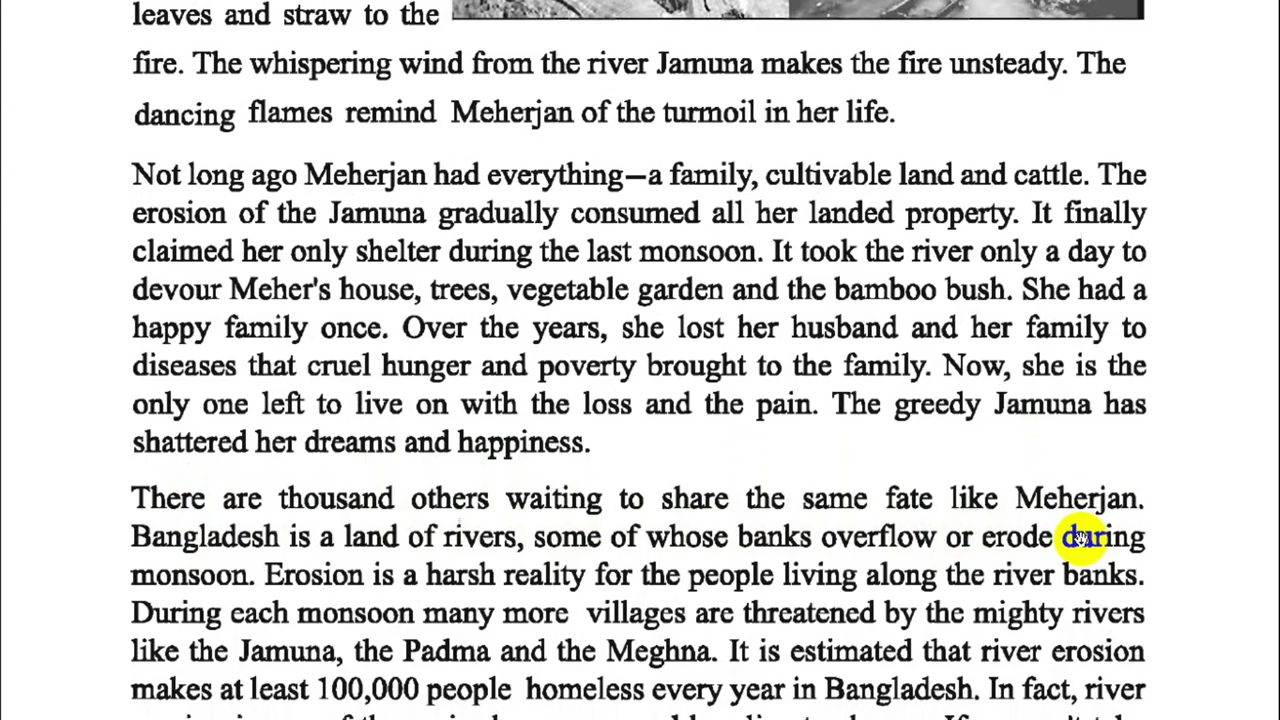 leaves and straw to the
fire. The whispering wind from the river Jamuna makes the fire unsteady. The
dancing flames remind Meherjan of the turmoil in her life.
Not long ago Meherjan had everything—a family, cultivable land and cattle. The
erosion of the Jamuna gradually consumed all her landed property. It finally
claimed her only shelter during the last monsoon. It took the river only a day to
devour Meher's house, trees, vegetable garden and the bamboo bush. She had a
happy family once. Over the years, she lost her husband and her family to
diseases that cruel hunger and poverty brought to the family. Now, she is the
only one left to live on with the loss and the pain. The greedy Jamuna has
shattered her dreams and happiness.
There are thousand others waiting to share the same fate like Meherjan.
Bangladesh is a land of rivers, some of whose banks overflow or erode during
monsoon. Erosion is a harsh reality for the people living along the river banks.
During each monsoon many more villages are threatened by the mighty rivers
like the Jamuna, the Padma and the Meghna. It is estimated that river erosion
makes at least 100,000 people homeless every year in Bangladesh. In fact, river